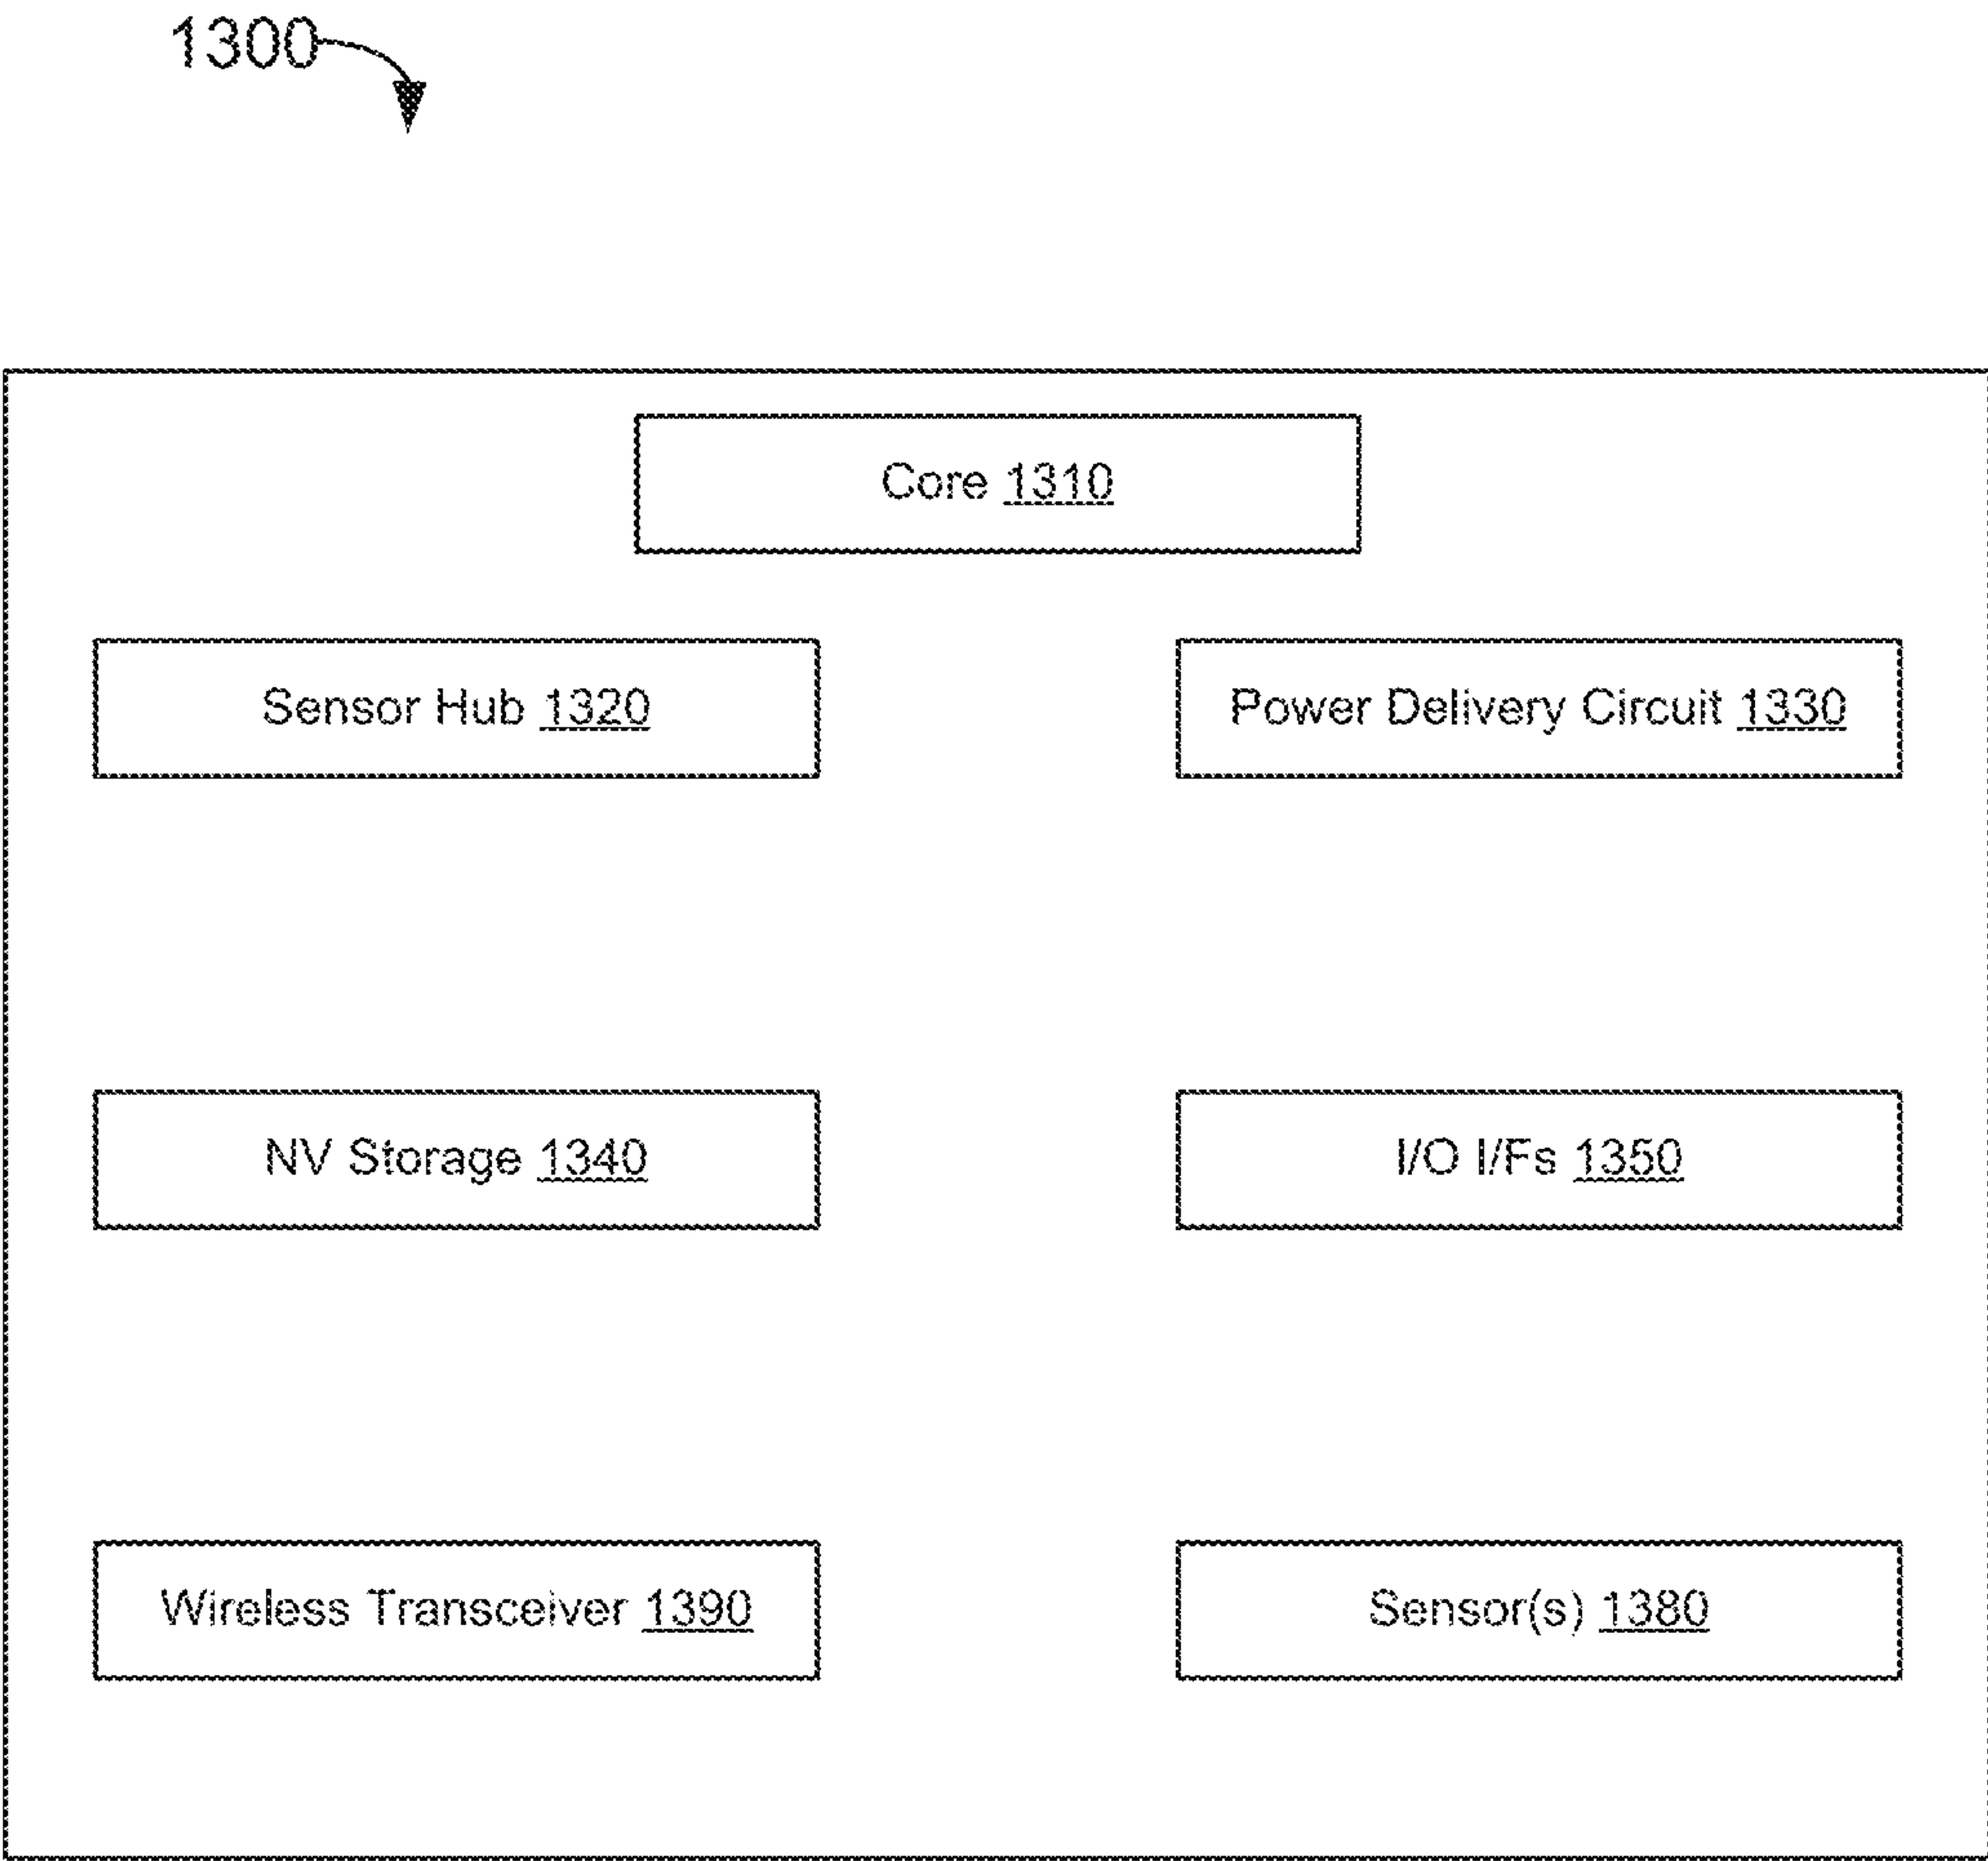 1300
Core 1310
Sensor Hub 1320
Power Delivery Circuit 1330
NV Storage 1340
I/O I/Fs 1350
Wireless Transceiver 1390
Sensor(s) 1380